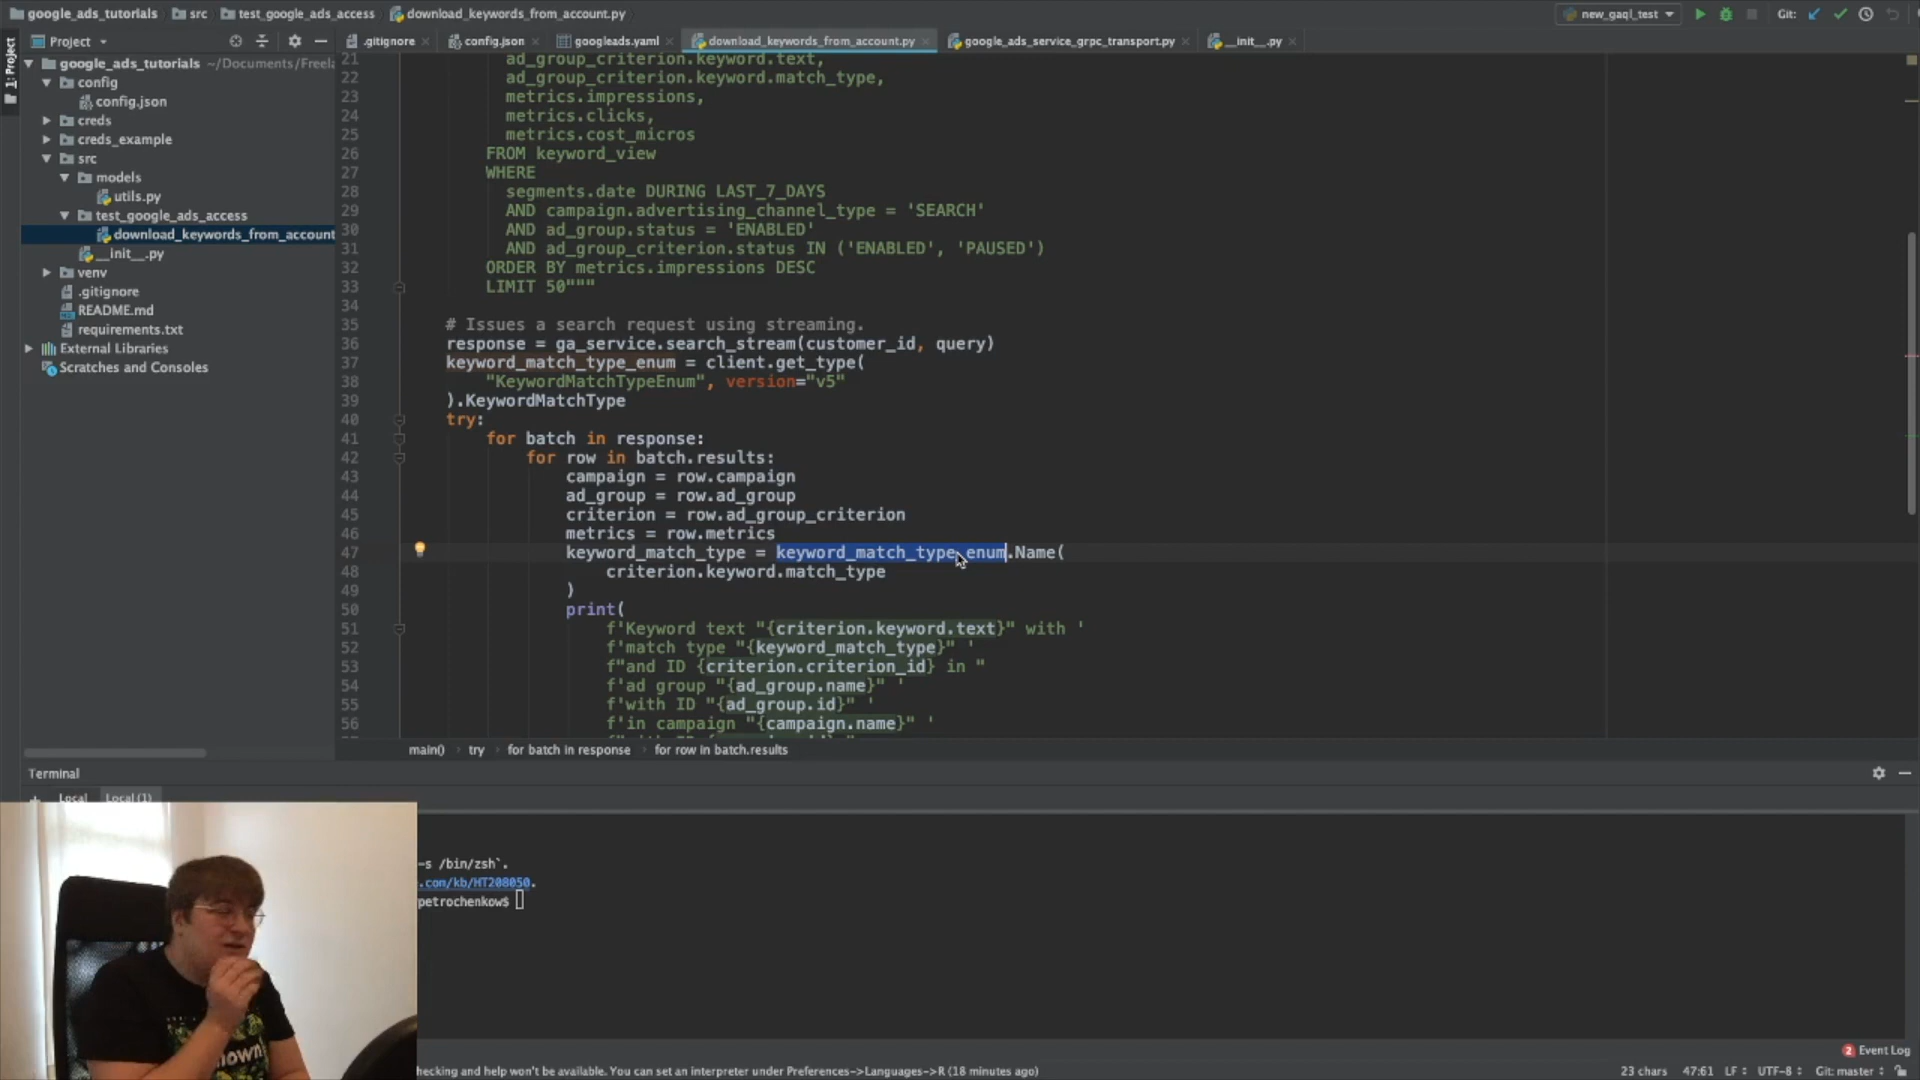 google_ads_tutorials
src
test_google_ads_access
download_keywords_from_account.py
new_gaql_test
Git:
1: Project
Project
.gitignore
config.json
googleads.yaml
download_keywords_from_account.py
google_ads_service_grpc_transport.py
__init__.py
google_ads_tutorials ~/Documents/Freela
config
config.json
creds
creds_example
src
models
utils.py
test_google_ads_access
download_keywords_from_account
__init__.py
venv
.gitignore
README.md
requirements.txt
External Libraries
Scratches and Consoles
21 ad_group_criterion.keyword.text,
22 ad_group_criterion.keyword.match_type,
23 metrics.impressions,
24 metrics.clicks,
25 metrics.cost_micros
26 FROM keyword_view
27 WHERE
28 segments.date DURING LAST_7_DAYS
29 AND campaign.advertising_channel_type = 'SEARCH'
30 AND ad_group.status = 'ENABLED'
31 AND ad_group_criterion.status IN ('ENABLED', 'PAUSED')
32 ORDER BY metrics.impressions DESC
33 LIMIT 50"""
34
35 # Issues a search request using streaming.
36 response = ga_service.search_stream(customer_id, query)
37 keyword_match_type_enum = client.get_type(
38 "KeywordMatchTypeEnum", version="v5"
39 ).KeywordMatchType
40 try:
41 for batch in response:
42 for row in batch.results:
43 campaign = row.campaign
44 ad_group = row.ad_group
45 criterion = row.ad_group_criterion
46 metrics = row.metrics
47 keyword_match_type = keyword_match_type_enum.Name(
48 criterion.keyword.match_type
49 )
50 print(
51 f'Keyword text "{criterion.keyword.text}" with '
52 f'match type "{keyword_match_type}" '
53 f"and ID {criterion.criterion_id} in "
54 f'ad group "{ad_group.name}" '
55 f'with ID "{ad_group.id}" '
56 f'in campaign "{campaign.name}" '
main()
try
for batch in response
for row in batch.results
Terminal
Local
Local (1)
-s /bin/zsh`.
.com/kb/HT208050.
petrochenkow$
2 Event Log
hecking and help won't be available. You can set an interpreter under Preferences->Languages->R (18 minutes ago)
23 chars
47:61
LF
UTF-8
Git: master